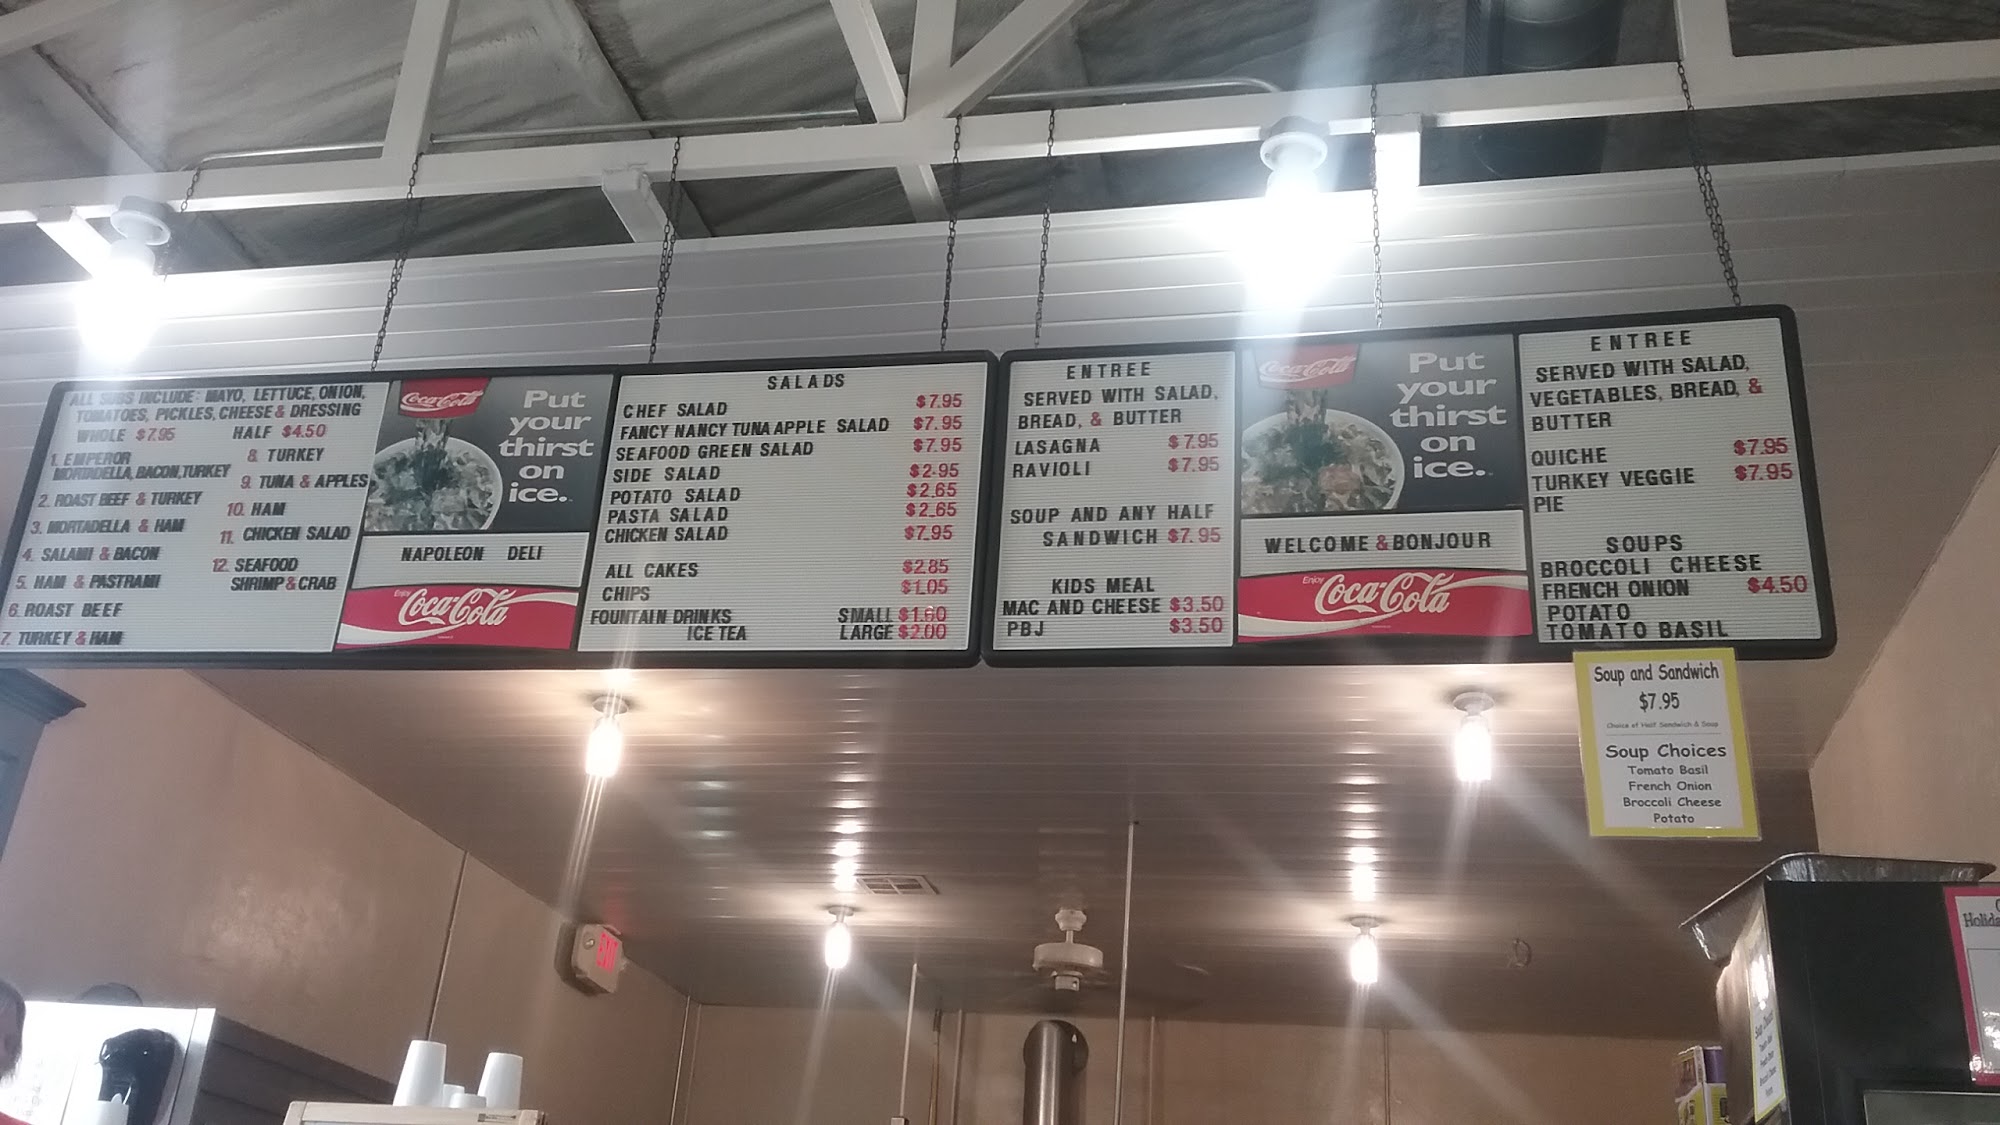 ALL SUBS INCLUDE: MAYO, LETTUCE, ONION,
TOMATOES, PICKLES, CHEESE & DRESSING
WHOLE $7.95 HALF $4.50
1. EMPEROR
MORTADELLA, BACON, TURKEY
2. ROAST BEEF & TURKEY
3. MORTADELLA & HAM
4. SALAMI & BACON
5. HAM & PASTRAMI
6. ROAST BEEF
7. TURKEY & HAM
& TURKEY
9. TUNA & APPLES
10. HAM
11. CHICKEN SALAD
12. SEAFOOD
SHRIMP & CRAB
Coca-Cola
Put
your
thirst
on
ice.
NAPOLEON DELI
Enjoy
Coca-Cola
SALADS
CHEF SALAD $7.95
FANCY NANCY TUNA APPLE SALAD $7.95
SEAFOOD GREEN SALAD $7.95
SIDE SALAD $2.95
POTATO SALAD $2.65
PASTA SALAD $2.65
CHICKEN SALAD $7.95
ALL CAKES $2.85
CHIPS $1.05
FOUNTAIN DRINKS SMALL $1.60
ICE TEA LARGE $2.00
ENTREE
SERVED WITH SALAD,
BREAD, & BUTTER
LASAGNA $7.95
RAVIOLI $7.95
SOUP AND ANY HALF
SANDWICH $7.95
KIDS MEAL
MAC AND CHEESE $3.50
PBJ $3.50
Coca-Cola
Put
your
thirst
on
ice.
WELCOME & BONJOUR
Enjoy
Coca-Cola
ENTREE
SERVED WITH SALAD,
VEGETABLES, BREAD, &
BUTTER
QUICHE $7.95
TURKEY VEGGIE $7.95
PIE
SOUPS
BROCCOLI CHEESE
FRENCH ONION $4.50
POTATO
TOMATO BASIL
Soup and Sandwich
$7.95
Choice of Half Sandwich & Soup
Soup Choices
Tomato Basil
French Onion
Broccoli Cheese
Potato
EXIT